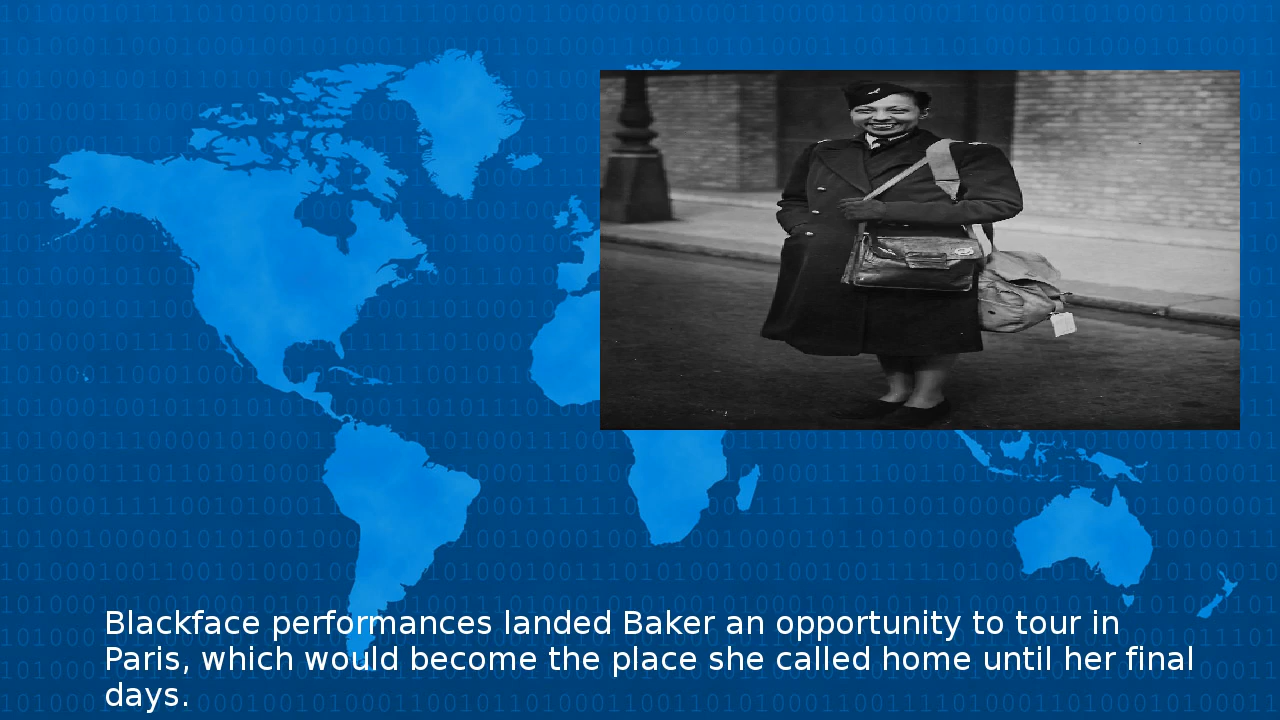 Blackface performances landed Baker an opportunity to tour in
Paris, which would become the place she called home until her final
days.